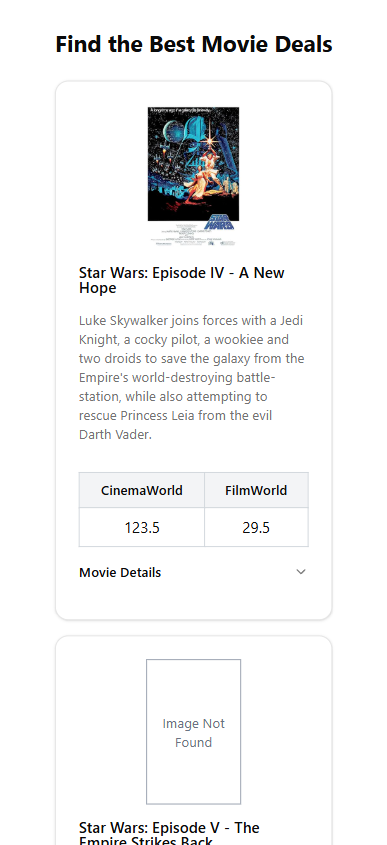 Find the Best Movie Deals
STAR
WARS
Star Wars: Episode IV - A New
Hope
Luke Skywalker joins forces with a Jedi
Knight, a cocky pilot, a wookiee and
two droids to save the galaxy from the
Empire's world-destroying battle-
station, while also attempting to
rescue Princess Leia from the evil
Darth Vader.
CinemaWorld FilmWorld
123.5 29.5
Movie Details
Image Not
Found
Star Wars: Episode V - The
Empire Strikes Back